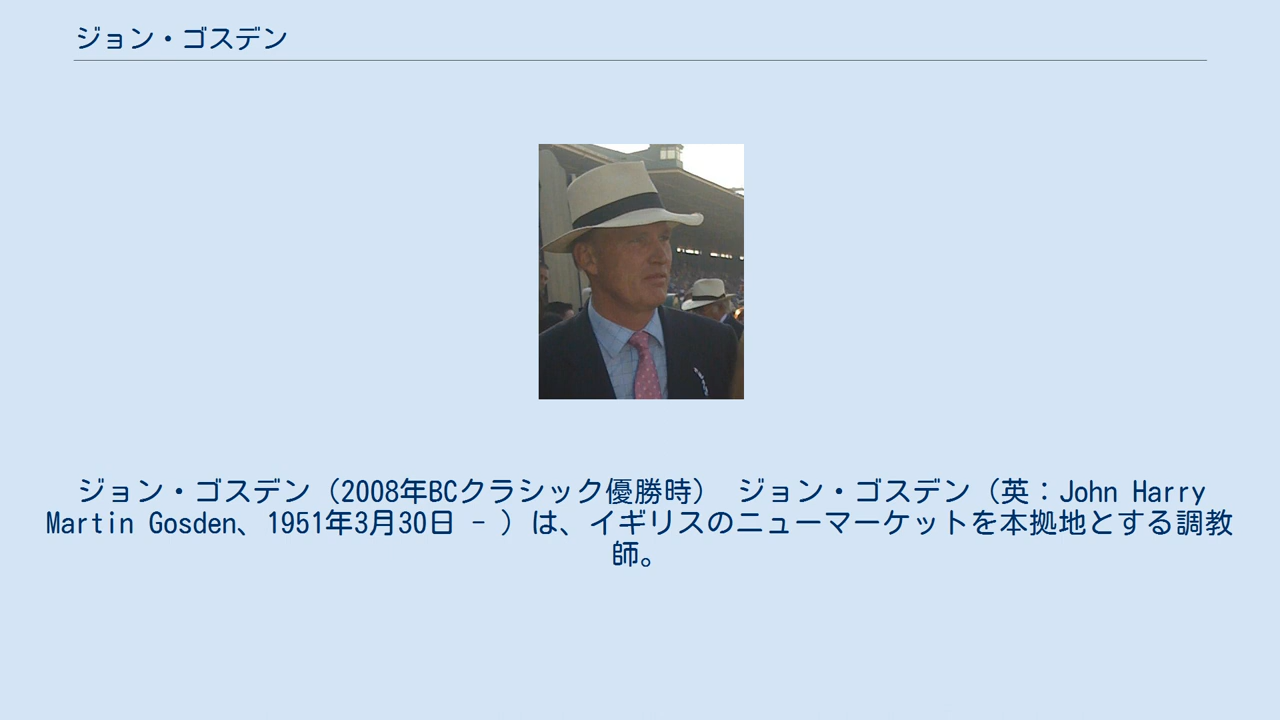 ジョン・ゴスデン
ジョン・ゴスデン（2008年BCクラシック優勝時） ジョン・ゴスデン（英：John Harry
Martin Gosden、1951年3月30日 - ）は、イギリスのニューマーケットを本拠地とする調教
師。